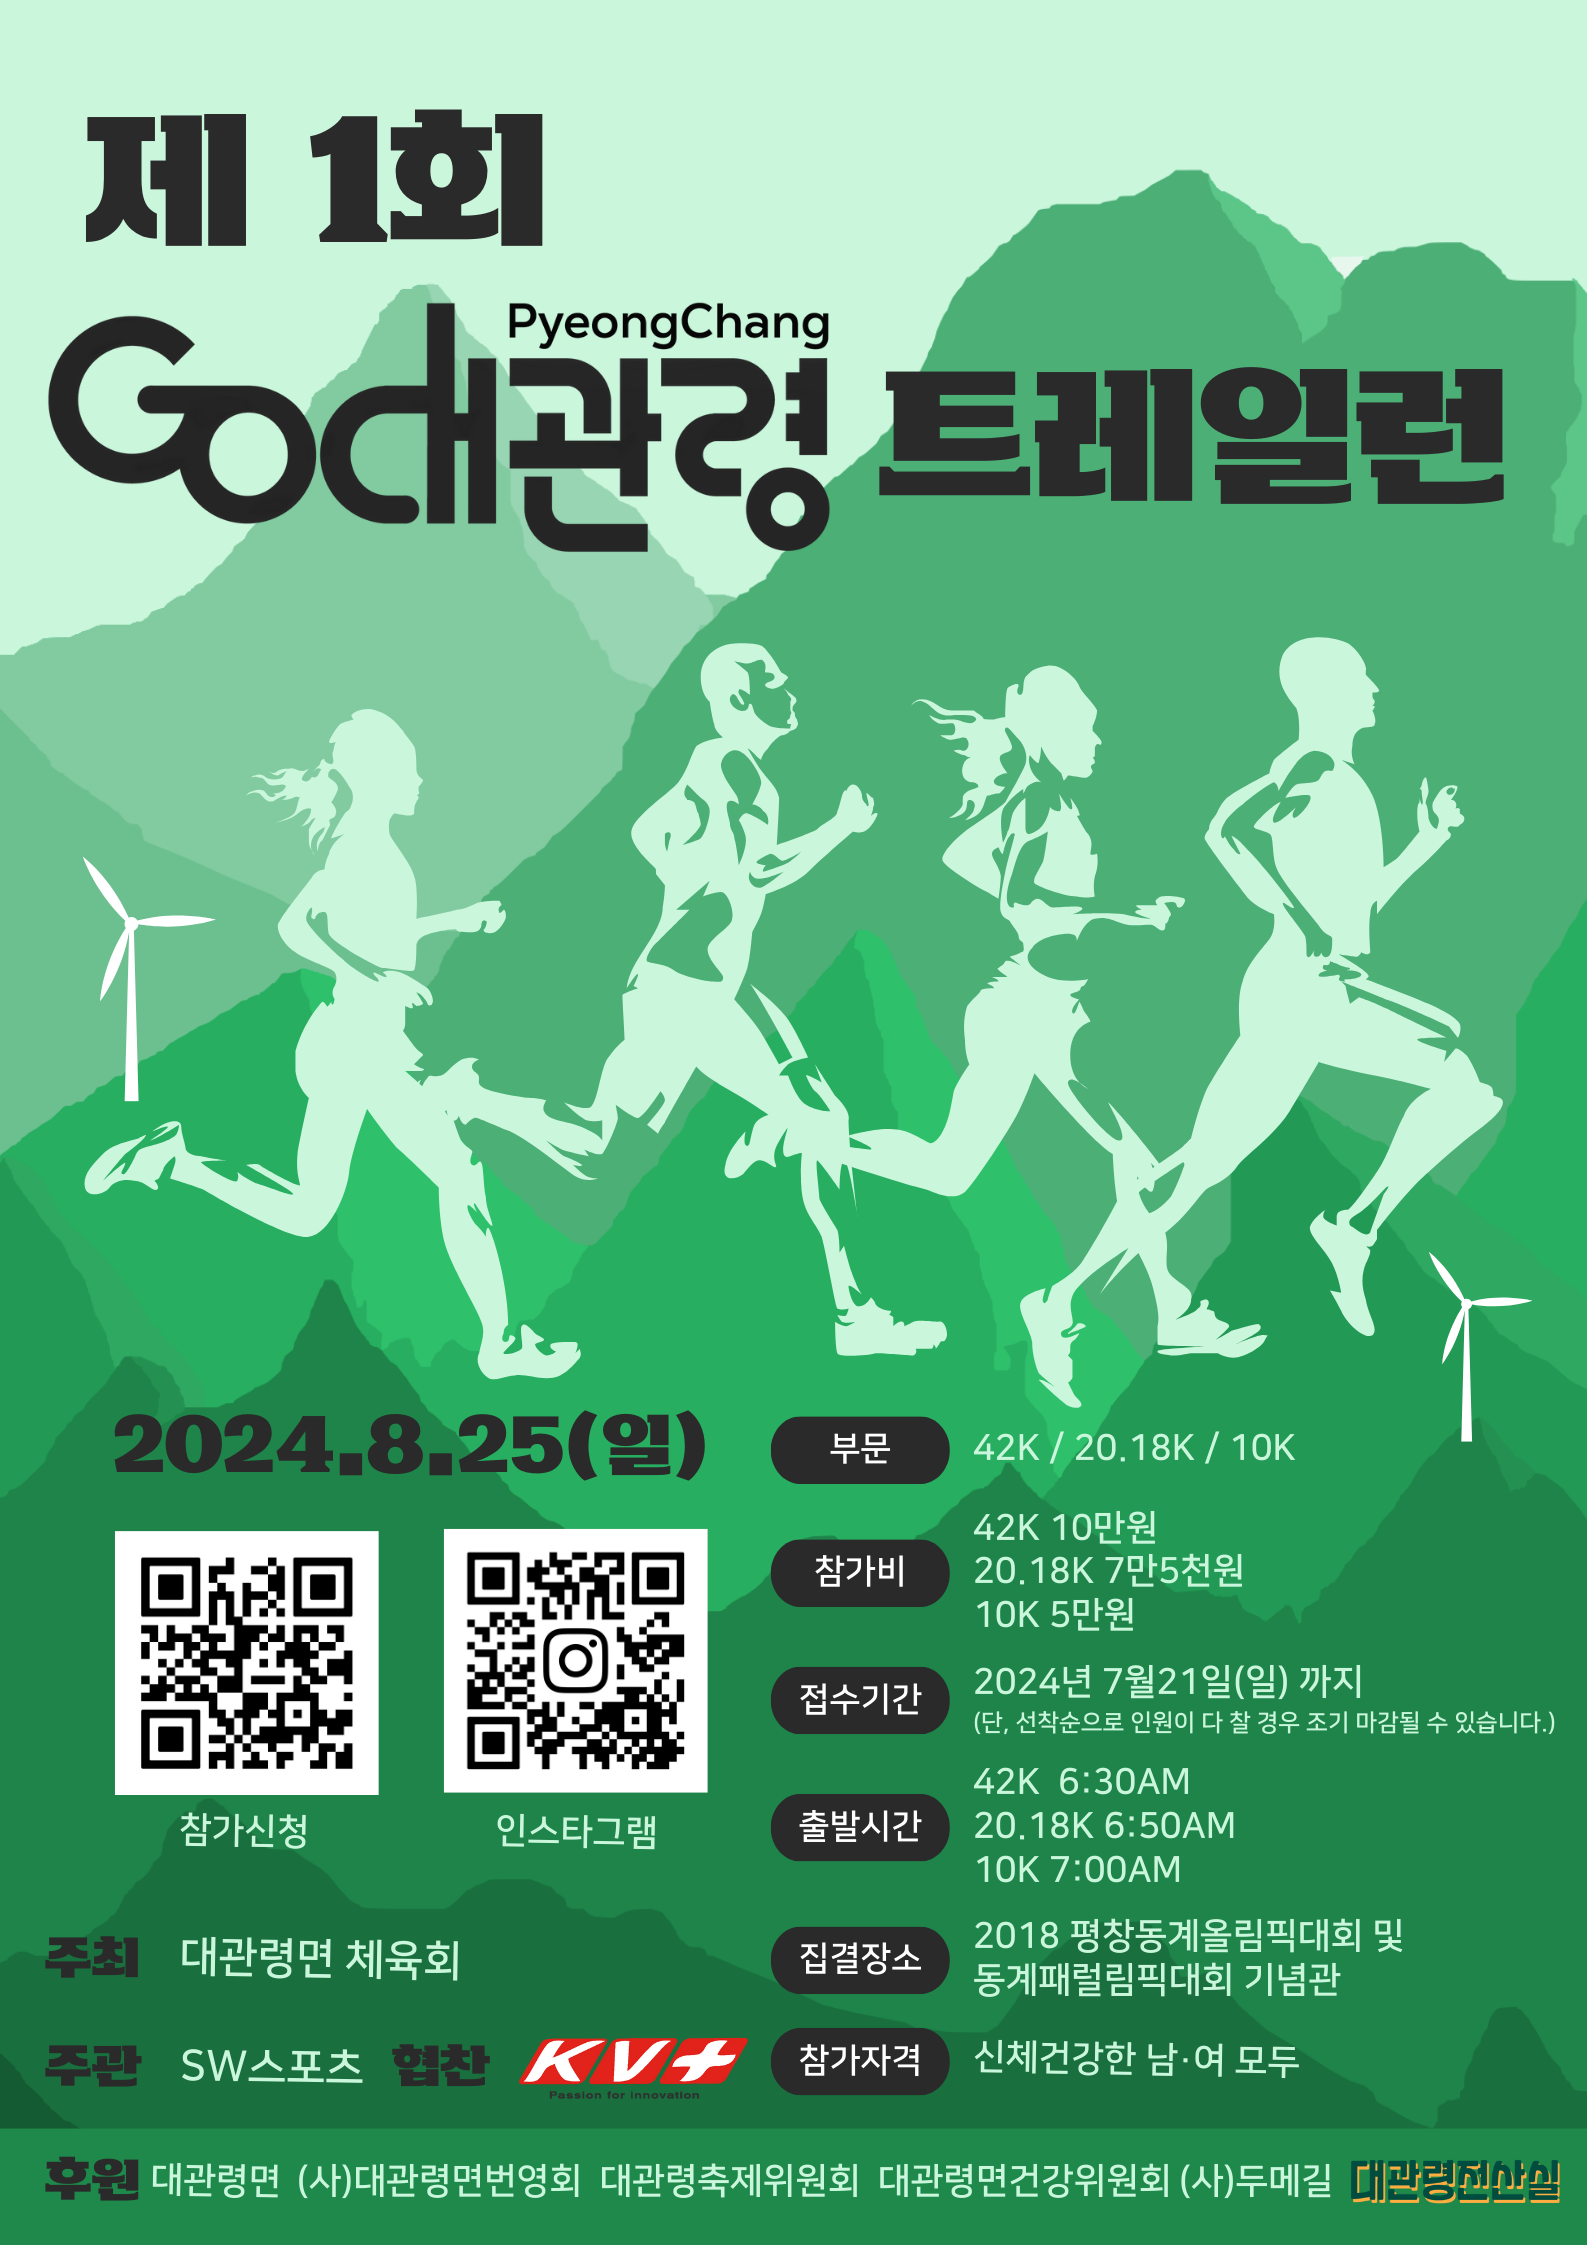 제 1회
PyeongChang
Go대관령 트레일런
2024.8.25(일)
참가신청
인스타그램
부문 42K / 20.18K / 10K
참가비
42K 10만원
20.18K 7만5천원
10K 5만원
접수기간
2024년 7월21일(일) 까지
(단, 선착순으로 인원이 다 찰 경우 조기 마감될 수 있습니다.)
출발시간
42K 6:30AM
20.18K 6:50AM
10K 7:00AM
집결장소
2018 평창동계올림픽대회 및
동계패럴림픽대회 기념관
참가자격 신체건강한 남·여 모두
주최 대관령면 체육회
주관 SW스포츠 협찬 KV+
Passion for innovation
후원 대관령면 (사)대관령면번영회 대관령축제위원회 대관령면건강위원회 (사)두메길 대관령전산실